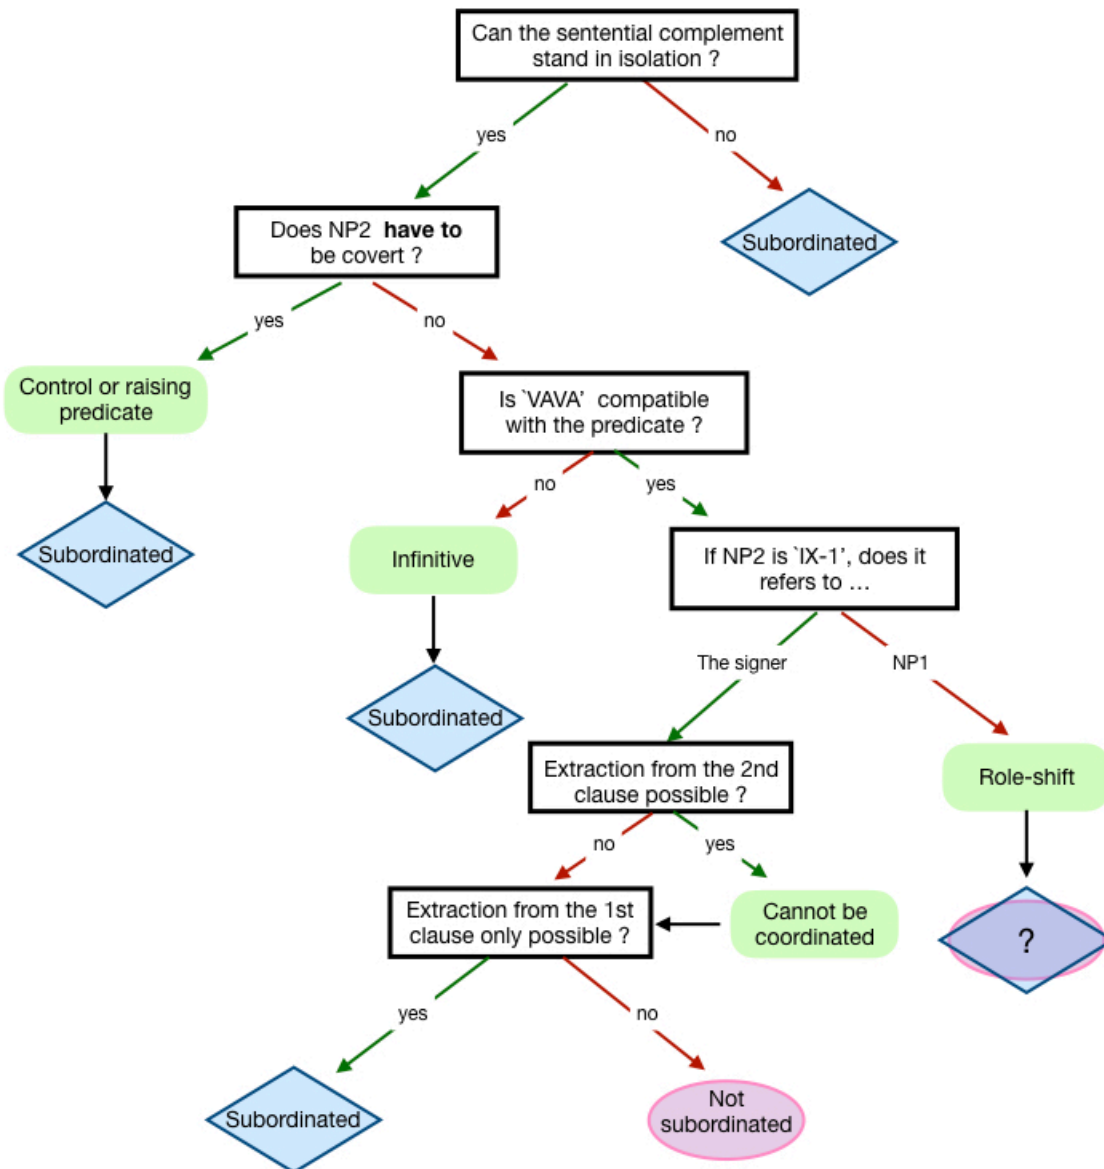 Can the sentential complement
stand in isolation ?
yes
no
Does NP2 have to
be covert ?
Subordinated
yes
no
Control or raising
predicate
Is `VAVA' compatible
with the predicate ?
no
yes
Subordinated
Infinitive
If NP2 is `IX-1', does it
refers to ...
The signer
NP1
Subordinated
Extraction from the 2nd
clause possible ?
Role-shift
no
yes
Extraction from the 1st
clause only possible ?
Cannot be
coordinated
?
yes
no
Subordinated
Not
subordinated